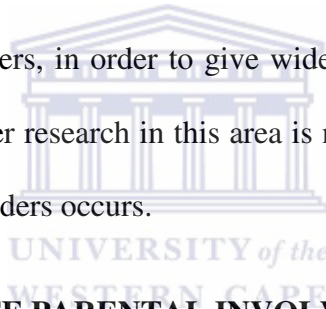 ers, in order to give wide
er research in this area is
ders occurs.
UNIVERSITY of the
WESTERN CAPE
PARENTAL INVOLV